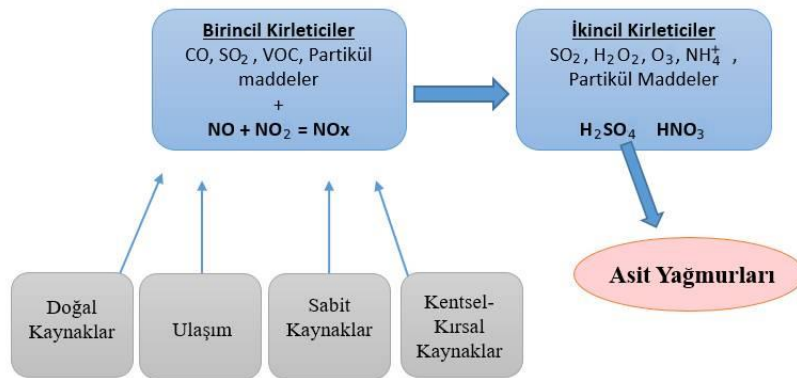 Birincil Kirleticiler
CO, SO₂ , VOC, Partikül
maddeler
+
NO + NO₂ = NOx
İkincil Kirleticiler
SO₂, H₂O₂, O₃, NH₄⁺ ,
Partikül Maddeler
H₂SO₄ HNO₃
Asit Yağmurları
Doğal
Kaynaklar
Ulaşım
Sabit
Kaynaklar
Kentsel-
Kırsal
Kaynaklar